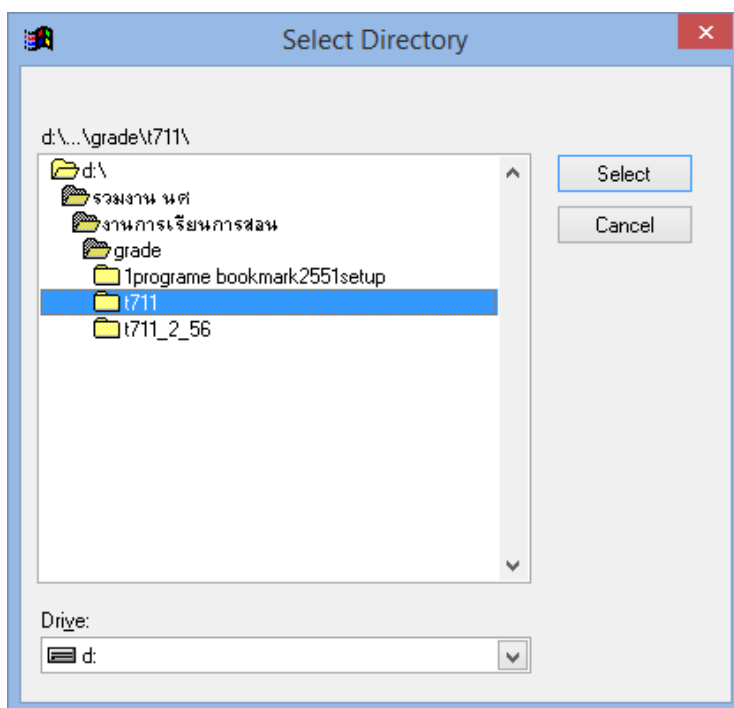 Select Directory
d:\...\grade\t711\
d:\
รวมงาน นศ
งานการเรียนการสอน
grade
1programe bookmark2551setup
t711
t711_2_56
Select
Cancel
Drive:
d: